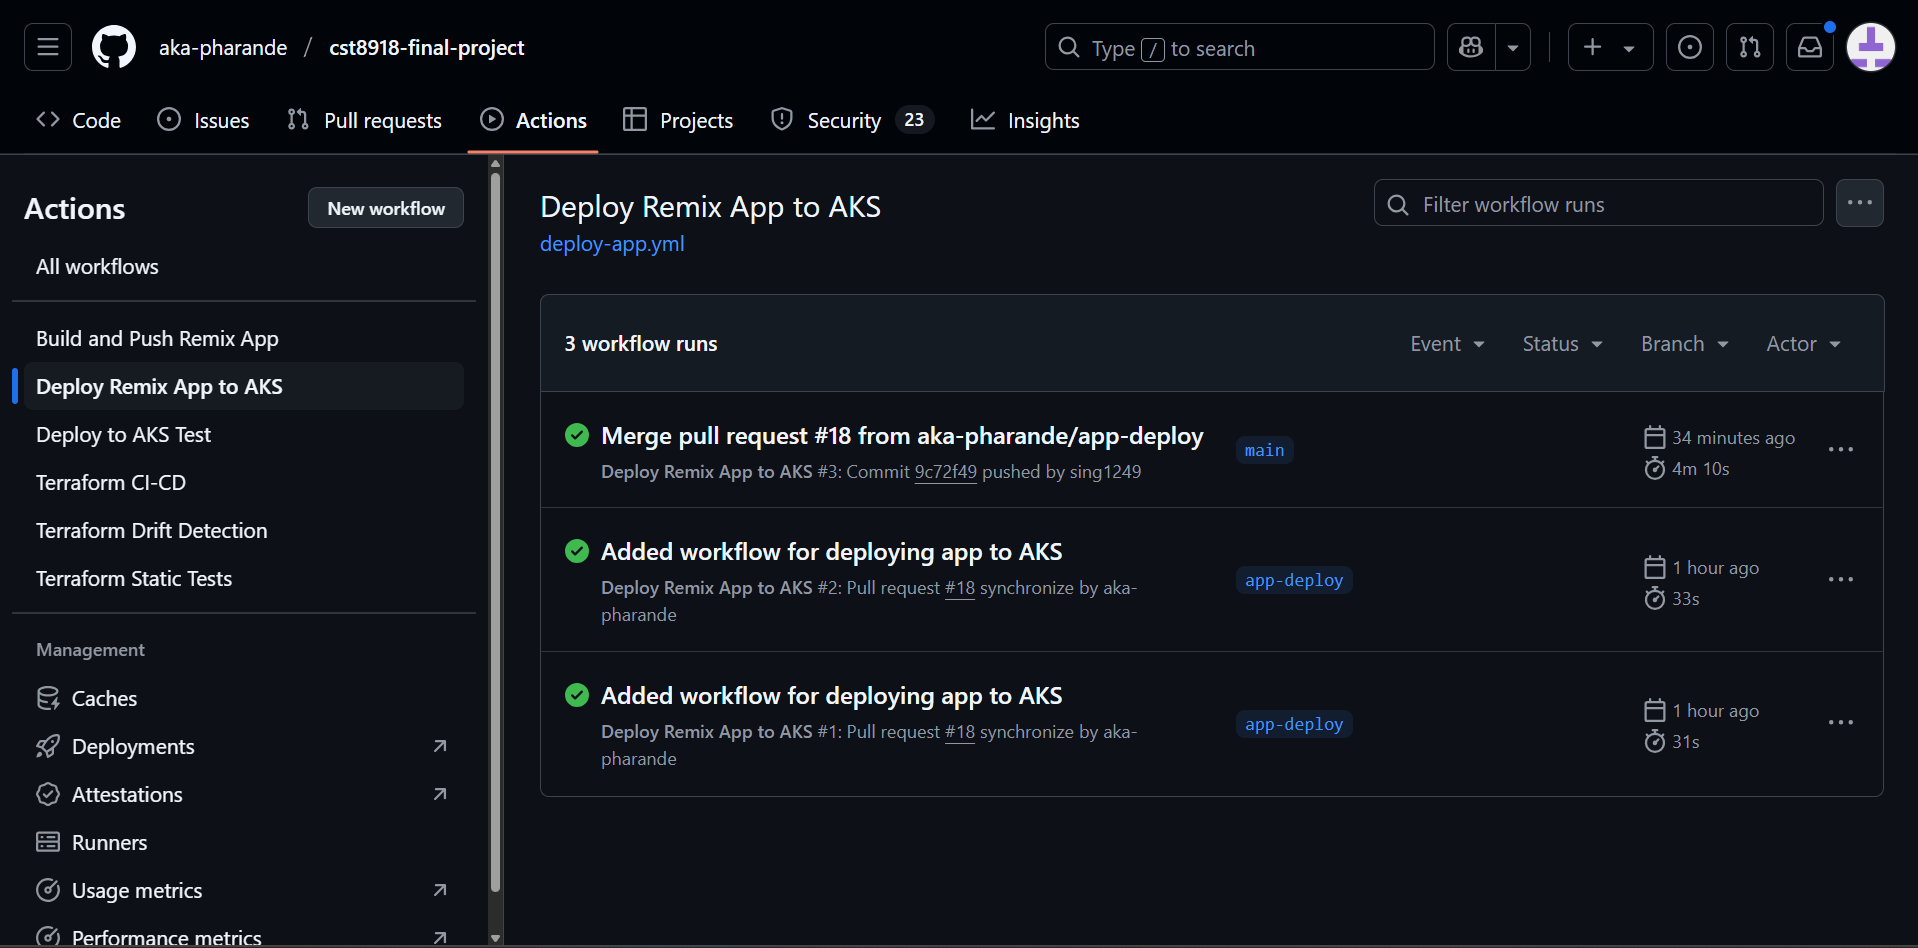 aka-pharande / cst8918-final-project
Type / to search
Code
Issues
Pull requests
Actions
Projects
Security 23
Insights
Actions
New workflow
All workflows
Build and Push Remix App
Deploy Remix App to AKS
Deploy to AKS Test
Terraform CI-CD
Terraform Drift Detection
Terraform Static Tests
Management
Caches
Deployments
Attestations
Runners
Usage metrics
Performance metrics
Deploy Remix App to AKS
deploy-app.yml
Filter workflow runs
3 workflow runs
Event
Status
Branch
Actor
Merge pull request #18 from aka-pharande/app-deploy
Deploy Remix App to AKS #3: Commit 9c72f49 pushed by sing1249
main
34 minutes ago
4m 10s
Added workflow for deploying app to AKS
Deploy Remix App to AKS #2: Pull request #18 synchronize by aka-
pharande
app-deploy
1 hour ago
33s
Added workflow for deploying app to AKS
Deploy Remix App to AKS #1: Pull request #18 synchronize by aka-
pharande
app-deploy
1 hour ago
31s